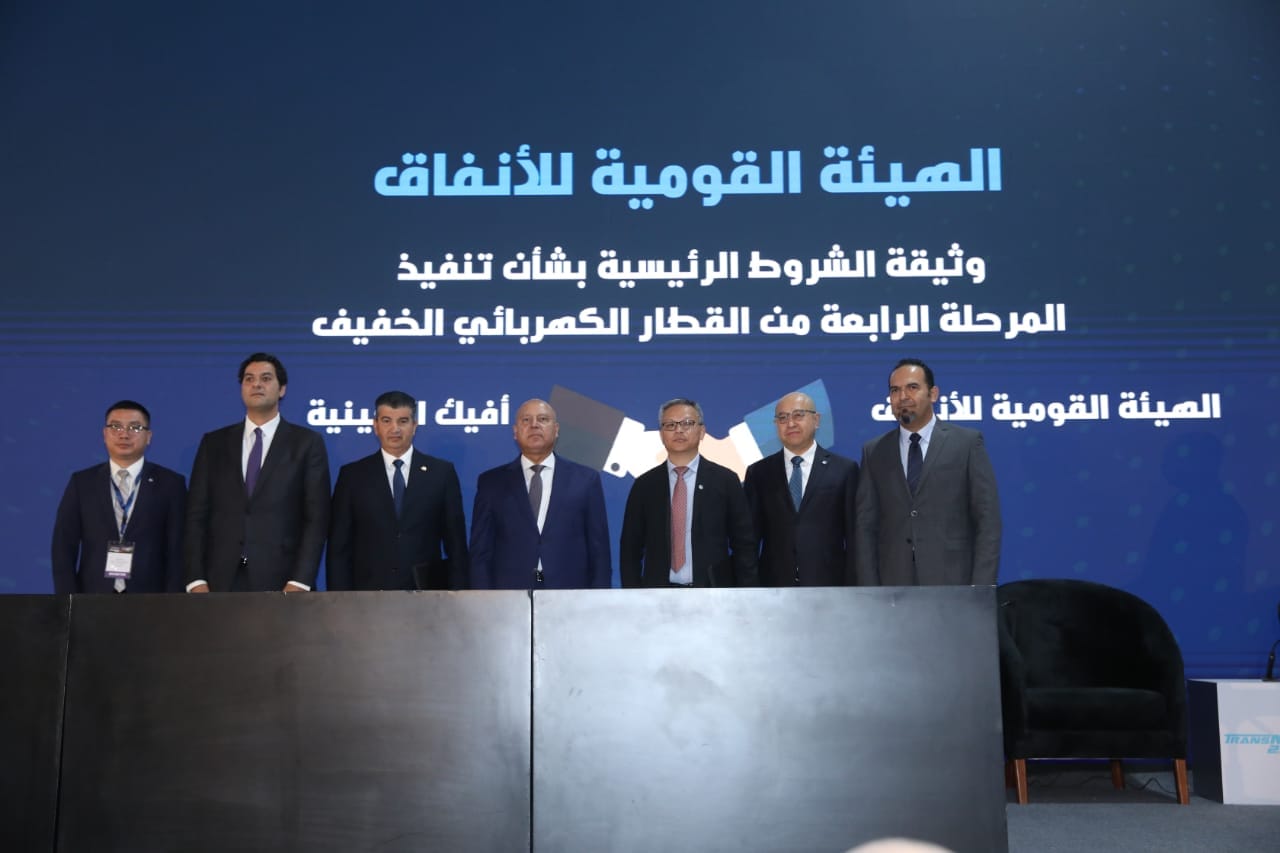 الهيئة القومية للأنفاق
وثيقة الشروط الرئيسية بشأن تنفيذ
المرحلة الرابعة من القطار الكهربائي الخفيف
الهيئة القومية
أفيك